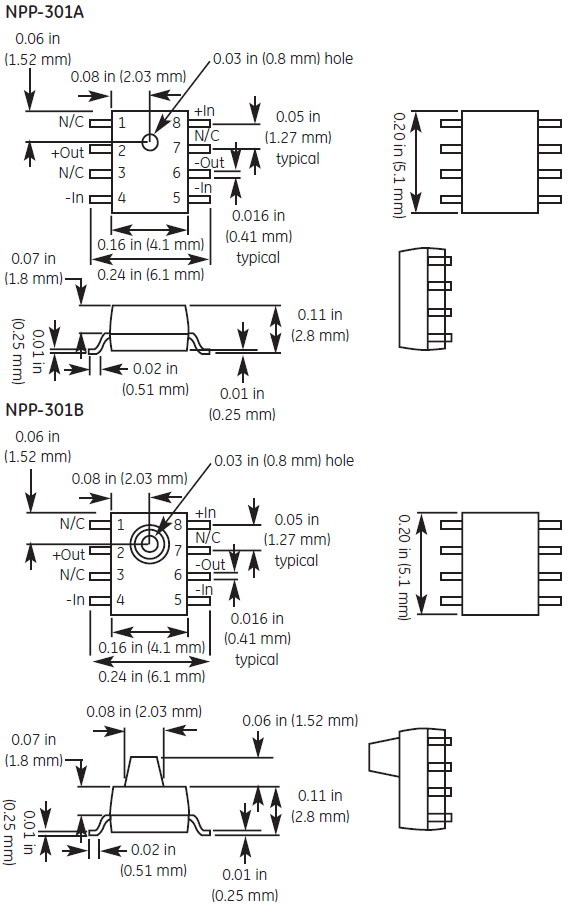 NPP-301A
0.06 in
(1.52 mm)
0.03 in (0.8 mm) hole
0.08 in (2.03 mm)
N/C
1
8
+In
0.05 in
(1.27 mm)
typical
N/C
+Out
2
7
-Out
N/C
3
6
-In
-In
4
5
0.016 in
(0.41 mm)
typical
0.16 in (4.1 mm)
0.24 in (6.1 mm)
0.20 in (5.1 mm)
0.07 in
(1.8 mm)
0.11 in
(2.8 mm)
0.01 in
(0.25 mm)
0.02 in
(0.51 mm)
0.01 in
(0.25 mm)
NPP-301B
0.06 in
(1.52 mm)
0.03 in (0.8 mm) hole
0.08 in (2.03 mm)
N/C
1
8
+In
0.05 in
(1.27 mm)
typical
N/C
+Out
2
7
-Out
N/C
3
6
-In
-In
4
5
0.016 in
(0.41 mm)
typical
0.16 in (4.1 mm)
0.24 in (6.1 mm)
0.20 in (5.1 mm)
0.08 in (2.03 mm)
0.06 in (1.52 mm)
0.07 in
(1.8 mm)
0.11 in
(2.8 mm)
0.01 in
(0.25 mm)
0.02 in
(0.51 mm)
0.01 in
(0.25 mm)